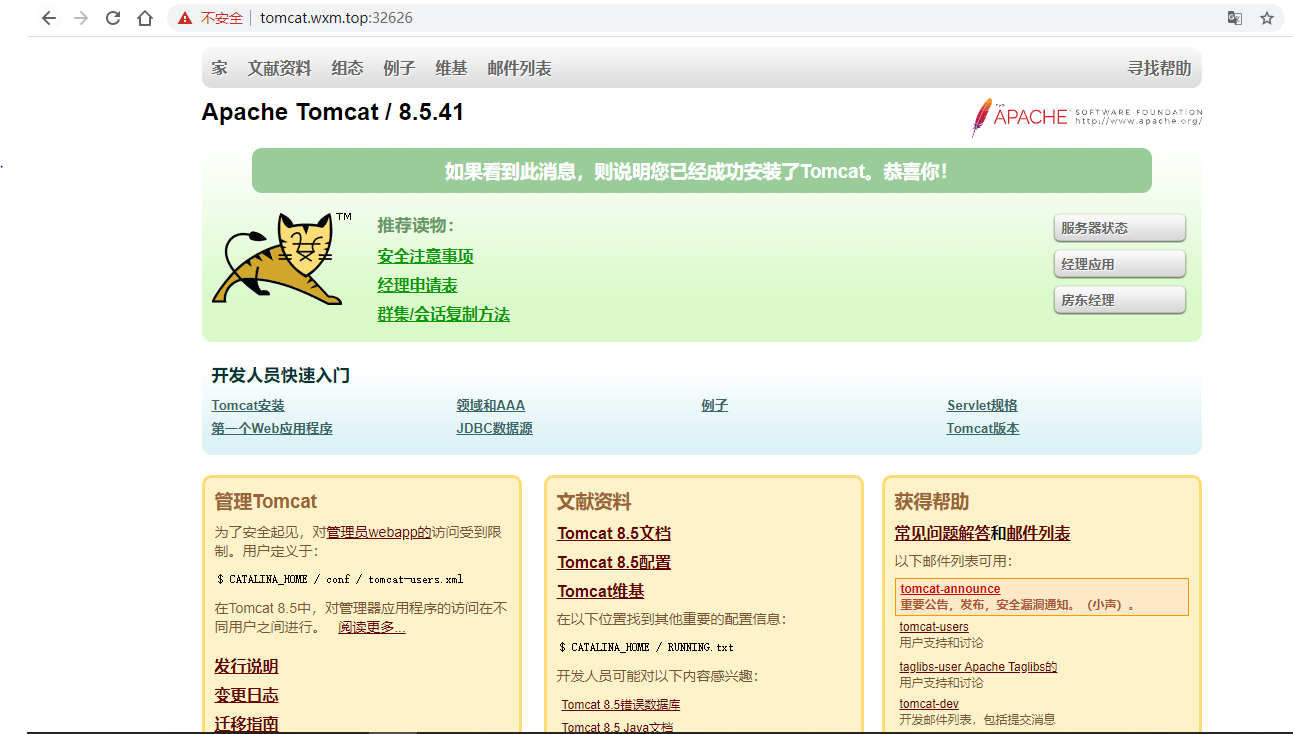 不安全 | tomcat.wxm.top:32626
家 文献资料 组态 例子 维基 邮件列表 寻找帮助
Apache Tomcat / 8.5.41
THE APACHE SOFTWARE FOUNDATION
http://www.apache.org/
如果看到此消息，则说明您已经成功安装了Tomcat。恭喜你！
TM
推荐读物：
安全注意事项
经理申请表
群集/会话复制方法
服务器状态
经理应用
房东经理
开发人员快速入门
Tomcat安装 领域和AAA 例子 Servlet规格
第一个Web应用程序 JDBC数据源 Tomcat版本
管理Tomcat
为了安全起见，对管理员webapp的访问受到限
制。用户定义于：
$ CATALINA_HOME / conf / tomcat-users.xml
在Tomcat 8.5中，对管理器应用程序的访问在不
同用户之间进行。 阅读更多...
发行说明
变更日志
迁移指南
文献资料
Tomcat 8.5文档
Tomcat 8.5配置
Tomcat维基
在以下位置找到其他重要的配置信息：
$ CATALINA_HOME / RUNNING.txt
开发人员可能对以下内容感兴趣：
Tomcat 8.5错误数据库
Tomcat 8.5 Java文档
获得帮助
常见问题解答和邮件列表
以下邮件列表可用：
tomcat-announce
重要公告，发布，安全漏洞通知。（小声）。
tomcat-users
用户支持和讨论
taglibs-user Apache Taglibs的
用户支持和讨论
tomcat-dev
开发邮件列表，包括提交消息